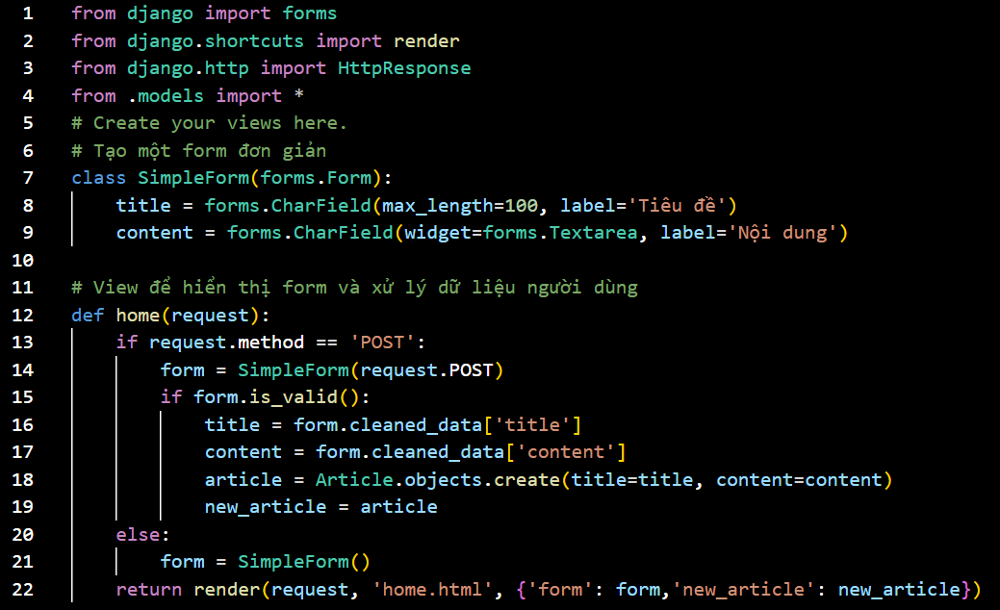 1 from django import forms
2 from django.shortcuts import render
3 from django.http import HttpResponse
4 from .models import *
5 # Create your views here.
6 # Tạo một form đơn giản
7 class SimpleForm(forms.Form):
8     title = forms.CharField(max_length=100, label='Tiêu đề')
9     content = forms.CharField(widget=forms.Textarea, label='Nội dung')
10
11 # View để hiển thị form và xử lý dữ liệu người dùng
12 def home(request):
13     if request.method == 'POST':
14         form = SimpleForm(request.POST)
15         if form.is_valid():
16             title = form.cleaned_data['title']
17             content = form.cleaned_data['content']
18             article = Article.objects.create(title=title, content=content)
19             new_article = article
20     else:
21         form = SimpleForm()
22     return render(request, 'home.html', {'form': form,'new_article': new_article})